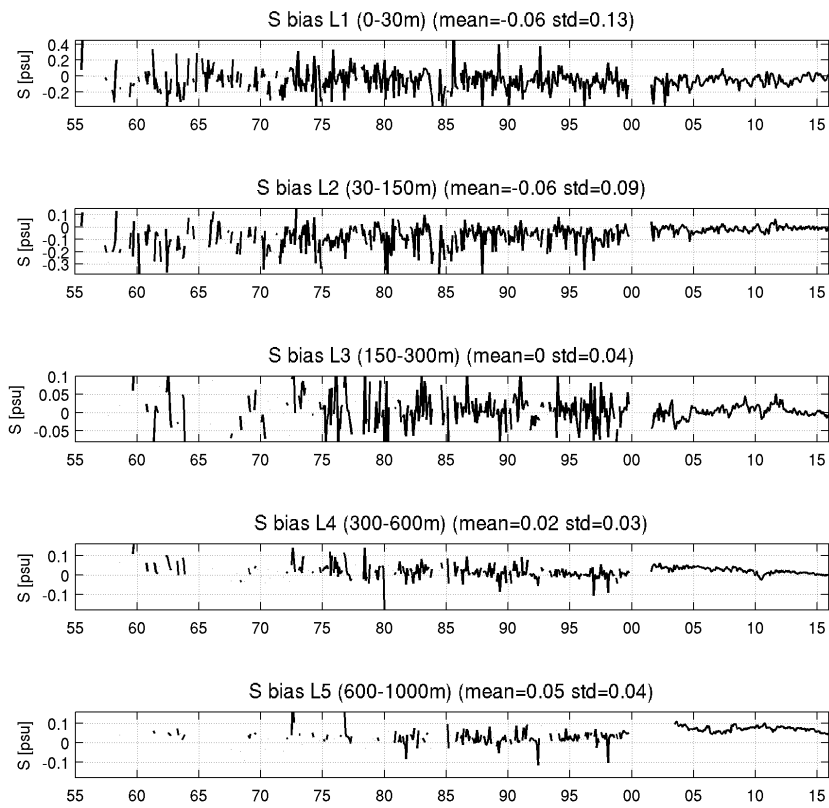 S bias L1 (0-30m) (mean=-0.06 std=0.13)
S [psu]
0.4
0.2
0
-0.2
55 60 65 70 75 80 85 90 95 00 05 10 15
S bias L2 (30-150m) (mean=-0.06 std=0.09)
S [psu]
0.1
0
-0.1
-0.2
-0.3
55 60 65 70 75 80 85 90 95 00 05 10 15
S bias L3 (150-300m) (mean=0 std=0.04)
S [psu]
0.1
0.05
0
-0.05
55 60 65 70 75 80 85 90 95 00 05 10 15
S bias L4 (300-600m) (mean=0.02 std=0.03)
S [psu]
0.1
0
-0.1
55 60 65 70 75 80 85 90 95 00 05 10 15
S bias L5 (600-1000m) (mean=0.05 std=0.04)
S [psu]
0.1
0
-0.1
55 60 65 70 75 80 85 90 95 00 05 10 15